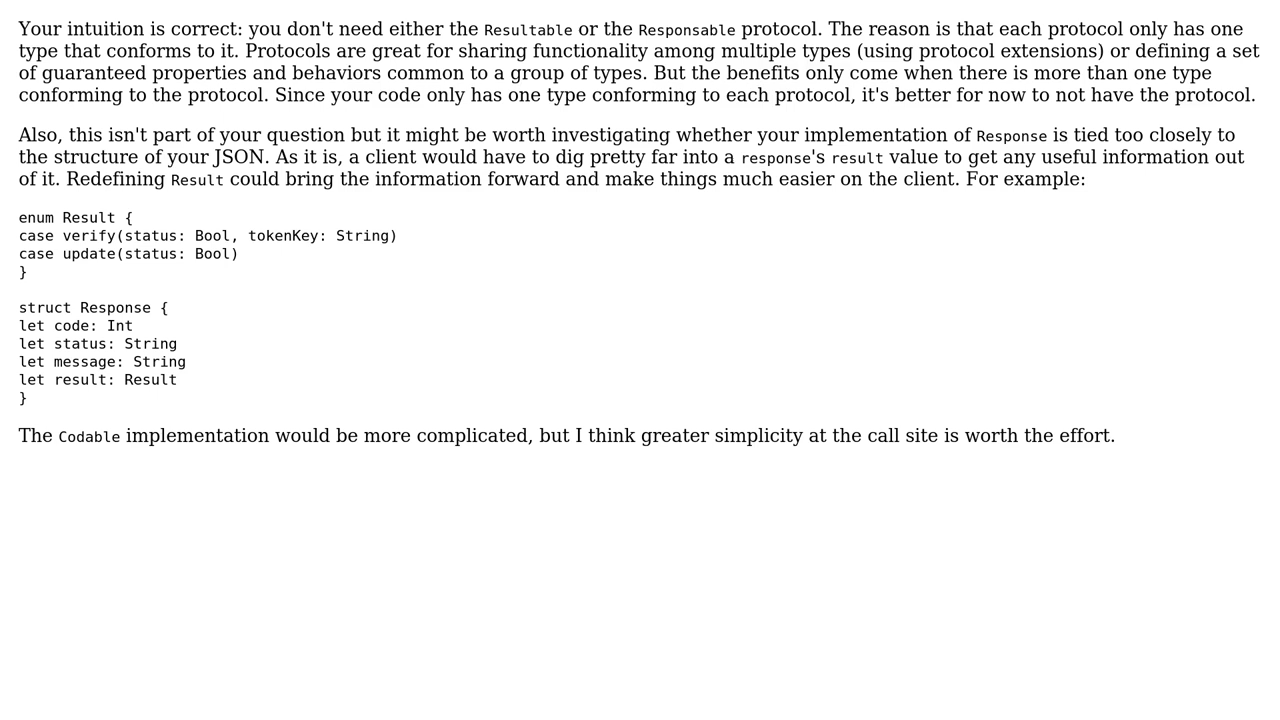 Your intuition is correct: you don't need either the Resultable or the Responsable protocol. The reason is that each protocol only has one
type that conforms to it. Protocols are great for sharing functionality among multiple types (using protocol extensions) or defining a set
of guaranteed properties and behaviors common to a group of types. But the benefits only come when there is more than one type
conforming to the protocol. Since your code only has one type conforming to each protocol, it's better for now to not have the protocol.
Also, this isn't part of your question but it might be worth investigating whether your implementation of Response is tied too closely to
the structure of your JSON. As it is, a client would have to dig pretty far into a response's result value to get any useful information out
of it. Redefining Result could bring the information forward and make things much easier on the client. For example:
enum Result {
case verify(status: Bool, tokenKey: String)
case update(status: Bool)
}
struct Response {
let code: Int
let status: String
let message: String
let result: Result
}
The Codable implementation would be more complicated, but I think greater simplicity at the call site is worth the effort.